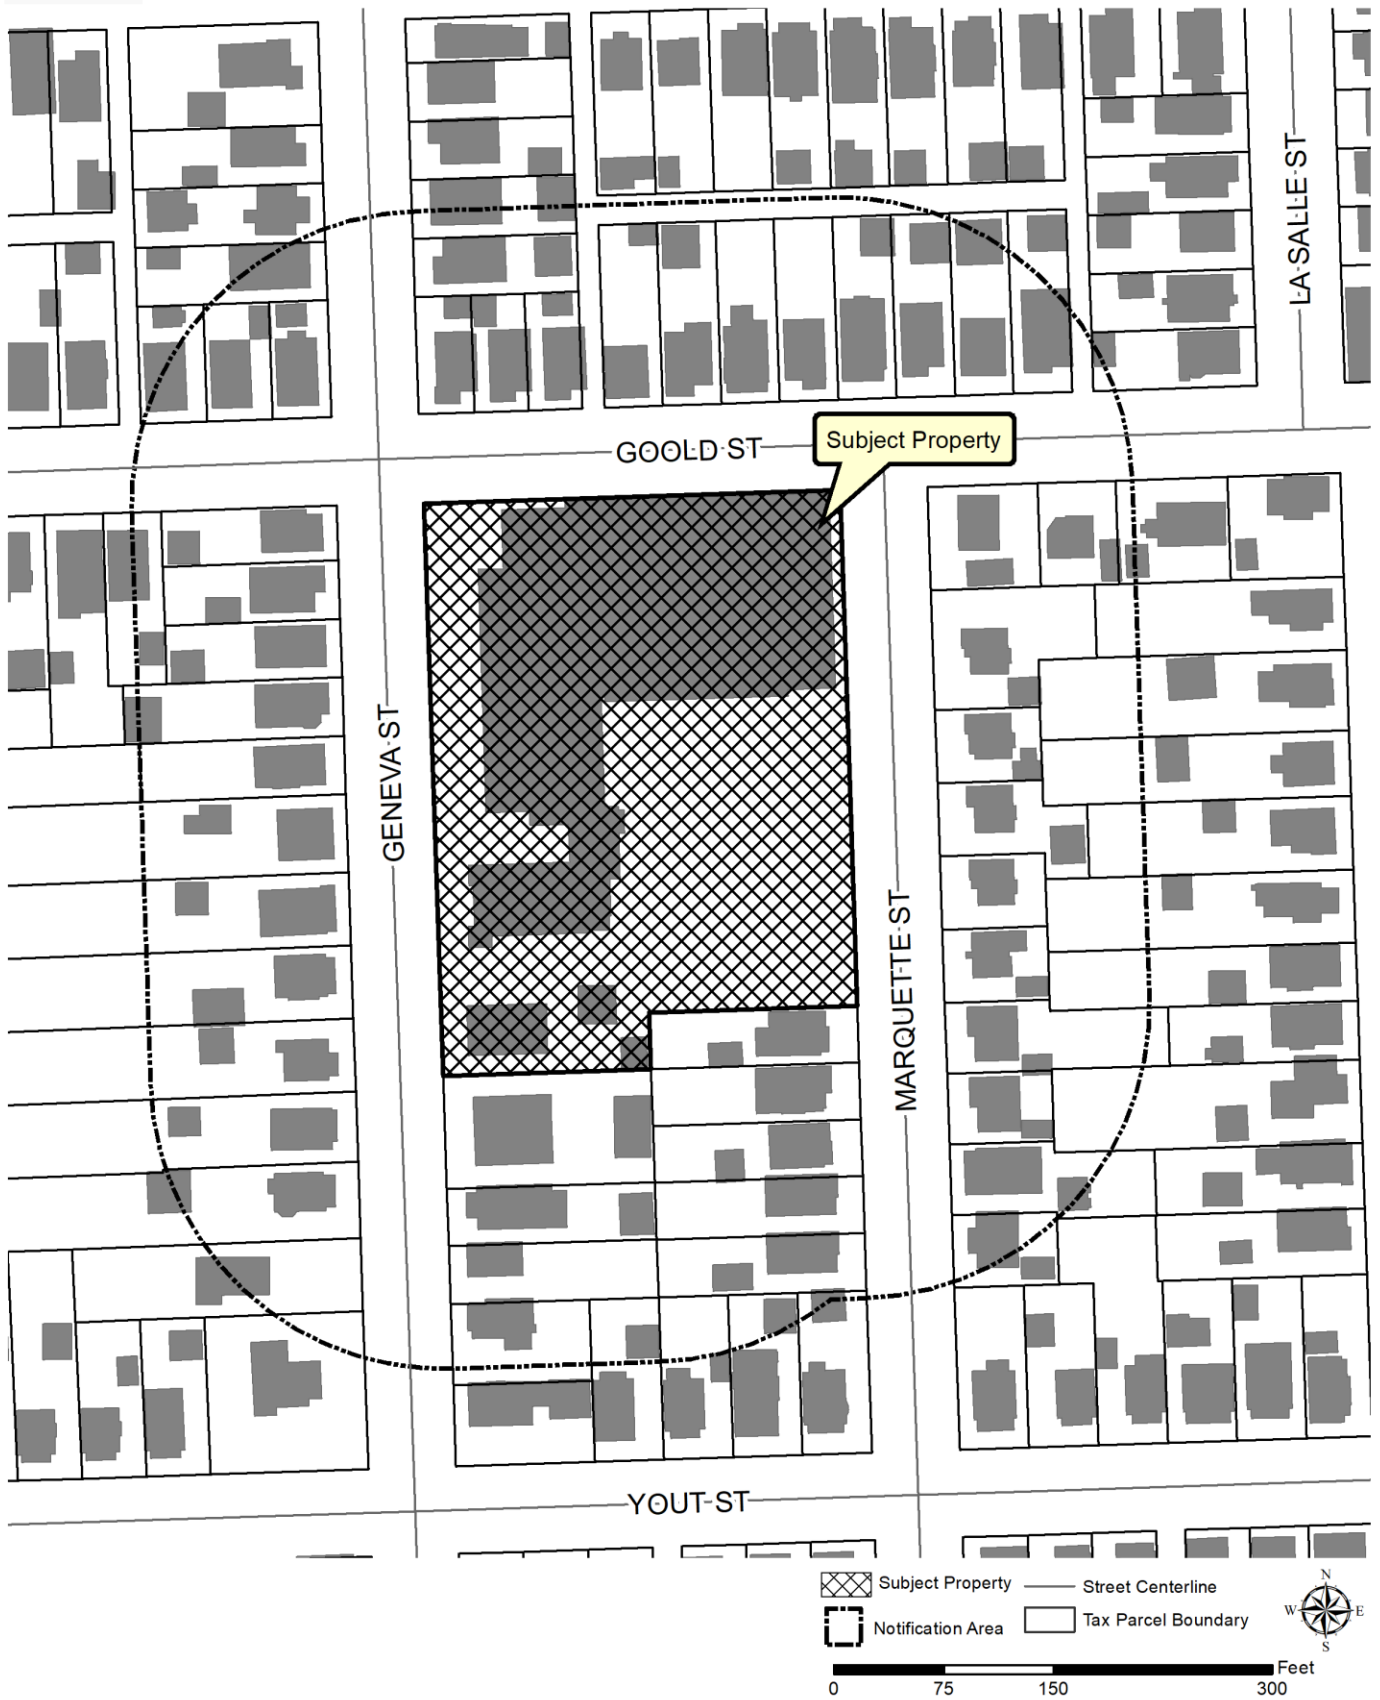 LA SALLE ST
GOOLD ST
Subject Property
GENEVA ST
MARQUETTE ST
YOUT ST
Subject Property
Street Centerline
Notification Area
Tax Parcel Boundary
N
W E
S
Feet
0 75 150 300